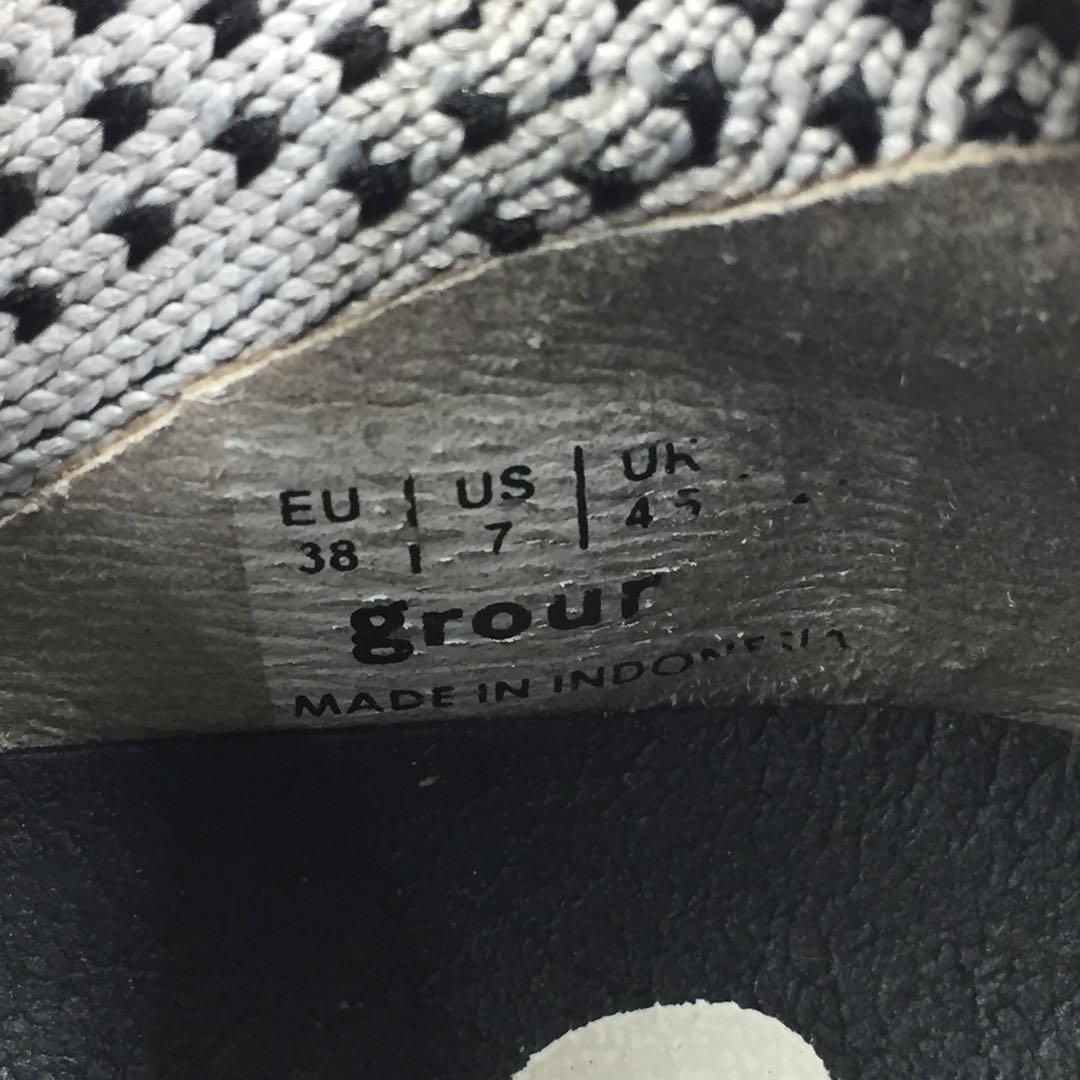 EU | US | UK
38 | 7 | 4 5
grour
MADE IN INDONESIA